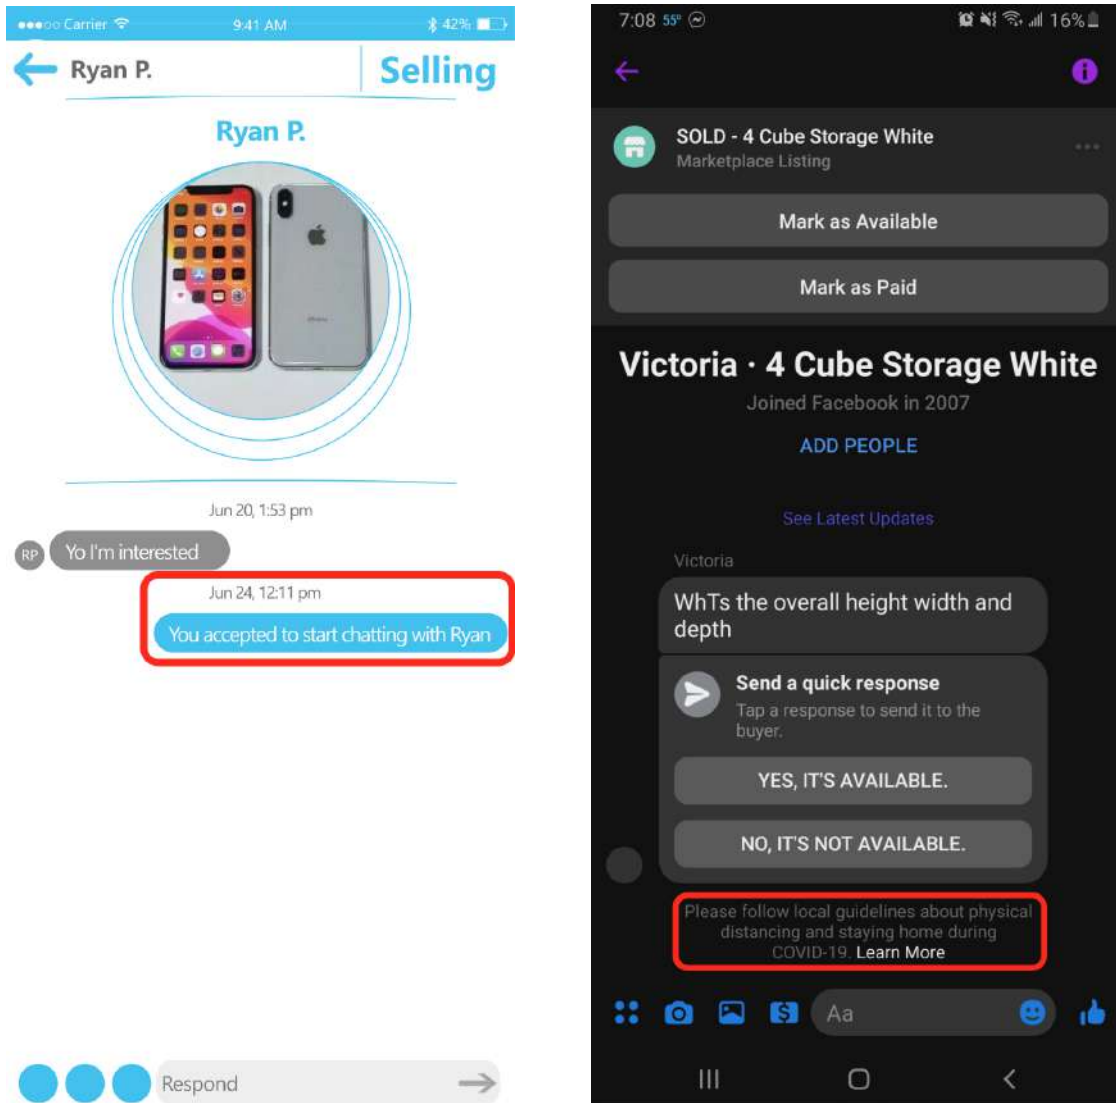 Carrier 9:41 AM 42%
Ryan P.
Selling
Ryan P.
iPhone
Jun 20, 1:53 pm
RP
Yo I'm interested
Jun 24, 12:11 pm
You accepted to start chatting with Ryan
Respond
7:08 55° 16%
SOLD - 4 Cube Storage White
Marketplace Listing
Mark as Available
Mark as Paid
Victoria · 4 Cube Storage White
Joined Facebook in 2007
ADD PEOPLE
See Latest Updates
Victoria
WhTs the overall height width and
depth
Send a quick response
Tap a response to send it to the
buyer.
YES, IT'S AVAILABLE.
NO, IT'S NOT AVAILABLE.
Please follow local guidelines about physical
distancing and staying home during
COVID-19. Learn More
Aa